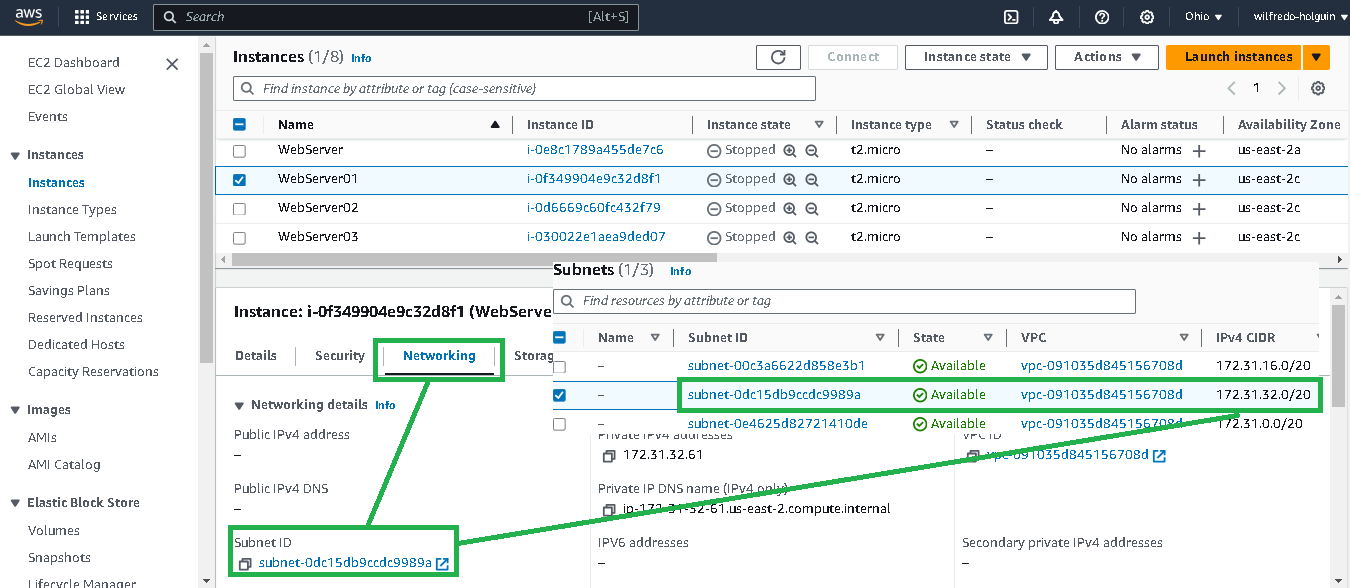 aws Services Search [Alt+S] Ohio wilfredo-holguin
EC2 Dashboard
EC2 Global View
Events
Instances
Instances
Instance Types
Launch Templates
Spot Requests
Savings Plans
Reserved Instances
Dedicated Hosts
Capacity Reservations
Images
AMIs
AMI Catalog
Elastic Block Store
Volumes
Snapshots
Lifecycle Manager
Instances (1/8) Info Connect Instance state Actions Launch instances
Find instance by attribute or tag (case-sensitive) 1
Name Instance ID Instance state Instance type Status check Alarm status Availability Zone
WebServer i-0e8c1789a455de7c6 Stopped t2.micro – No alarms + us-east-2a
WebServer01 i-0f349904e9c32d8f1 Stopped t2.micro – No alarms + us-east-2c
WebServer02 i-0d6669c60fc432f79 Stopped t2.micro – No alarms + us-east-2c
WebServer03 i-030022e1aea9ded07 Stopped t2.micro – No alarms + us-east-2c
Instance: i-0f349904e9c32d8f1 (WebServe
Details Security Networking Storag
Networking details Info
Public IPv4 address
–
Public IPv4 DNS
–
Subnet ID
subnet-0dc15db9ccdc9989a
Subnets (1/3) Info
Find resources by attribute or tag
Name Subnet ID State VPC IPv4 CIDR
– subnet-00c3a6622d858e3b1 Available vpc-091035d845156708d 172.31.16.0/20
– subnet-0dc15db9ccdc9989a Available vpc-091035d845156708d 172.31.32.0/20
– subnet-0e4625d82721410de Available vpc-091035d845156708d 172.31.0.0/20
Private IPv4 addresses VPC ID
172.31.32.61 vpc-091035d845156708d
Private IP DNS name (IPv4 only)
ip-172-31-32-61.us-east-2.compute.internal
IPV6 addresses Secondary private IPv4 addresses
– –